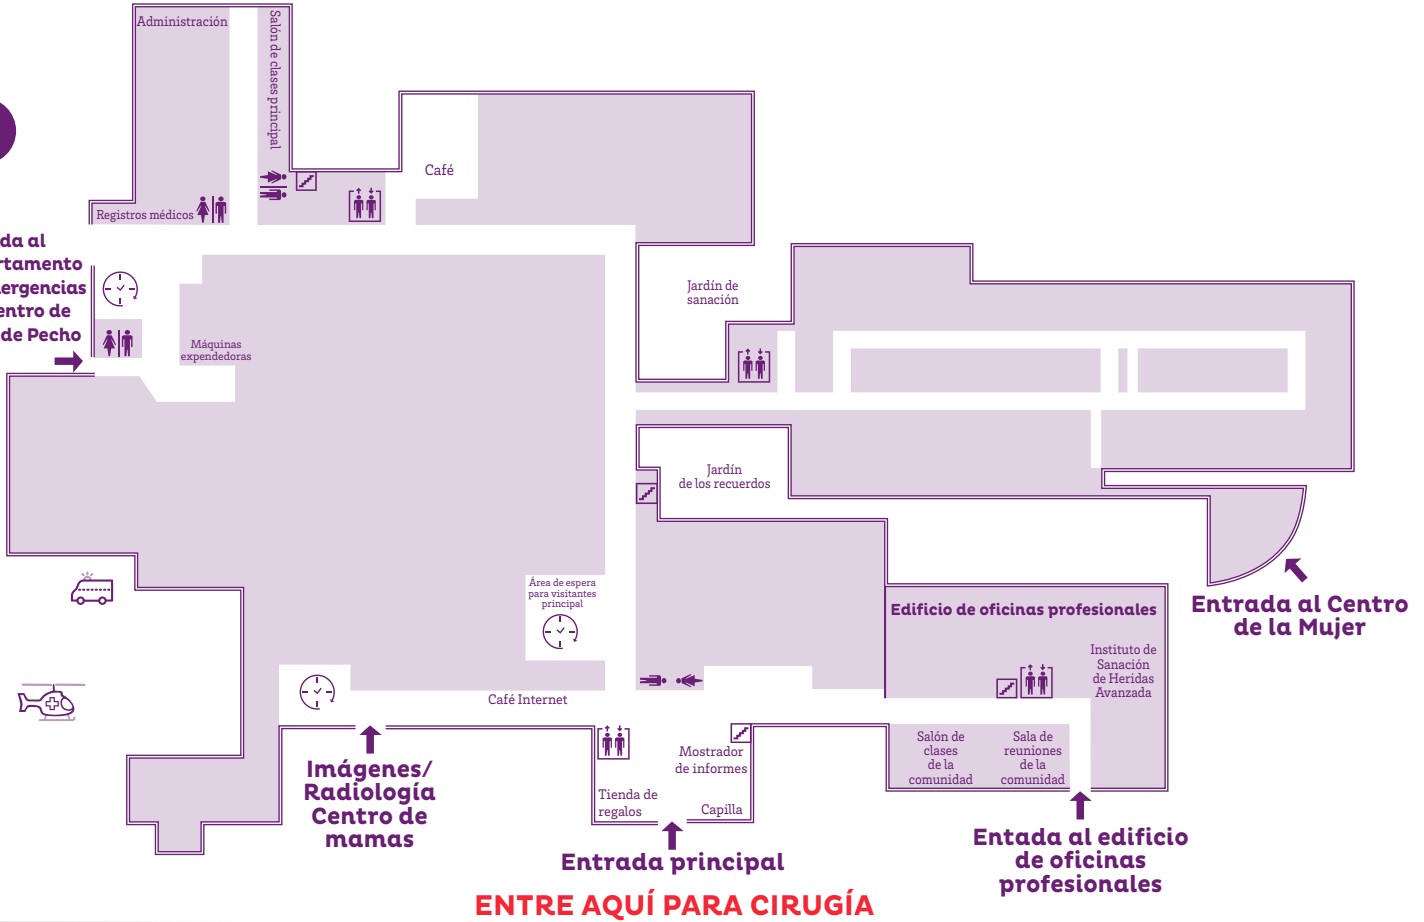 Administración
Salón de clases principal
Café
Registros médicos
da al
rtamento
ergencias
entro de
de Pecho
Máquinas
expendedoras
Jardín de
sanación
Jardín
de los recuerdos
Área de espera
para visitantes
principal
Café Internet
Edificio de oficinas profesionales
Instituto de
Sanación
de Heridas
Avanzada
Entrada al Centro
de la Mujer
Mostrador
de informes
Tienda de
regalos
Capilla
Salón de
clases
de la
comunidad
Sala de
reuniones
de la
comunidad
Imágenes/
Radiología
Centro de
mamas
Entrada principal
ENTRE AQUÍ PARA CIRUGÍA
Entada al edificio
de oficinas
profesionales